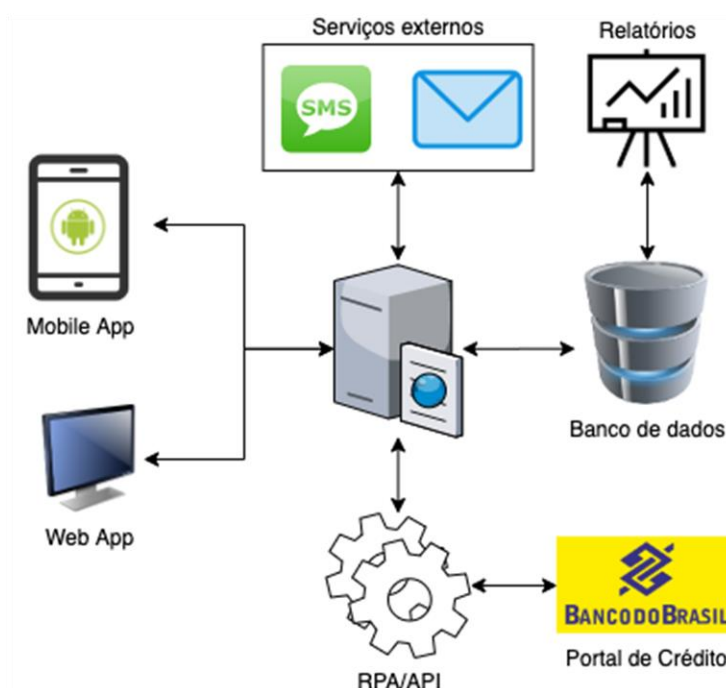 Serviços externos
Relatórios
SMS
Mobile App
Banco de dados
Web App
BANCO DO BRASIL
Portal de Crédito
RPA/API